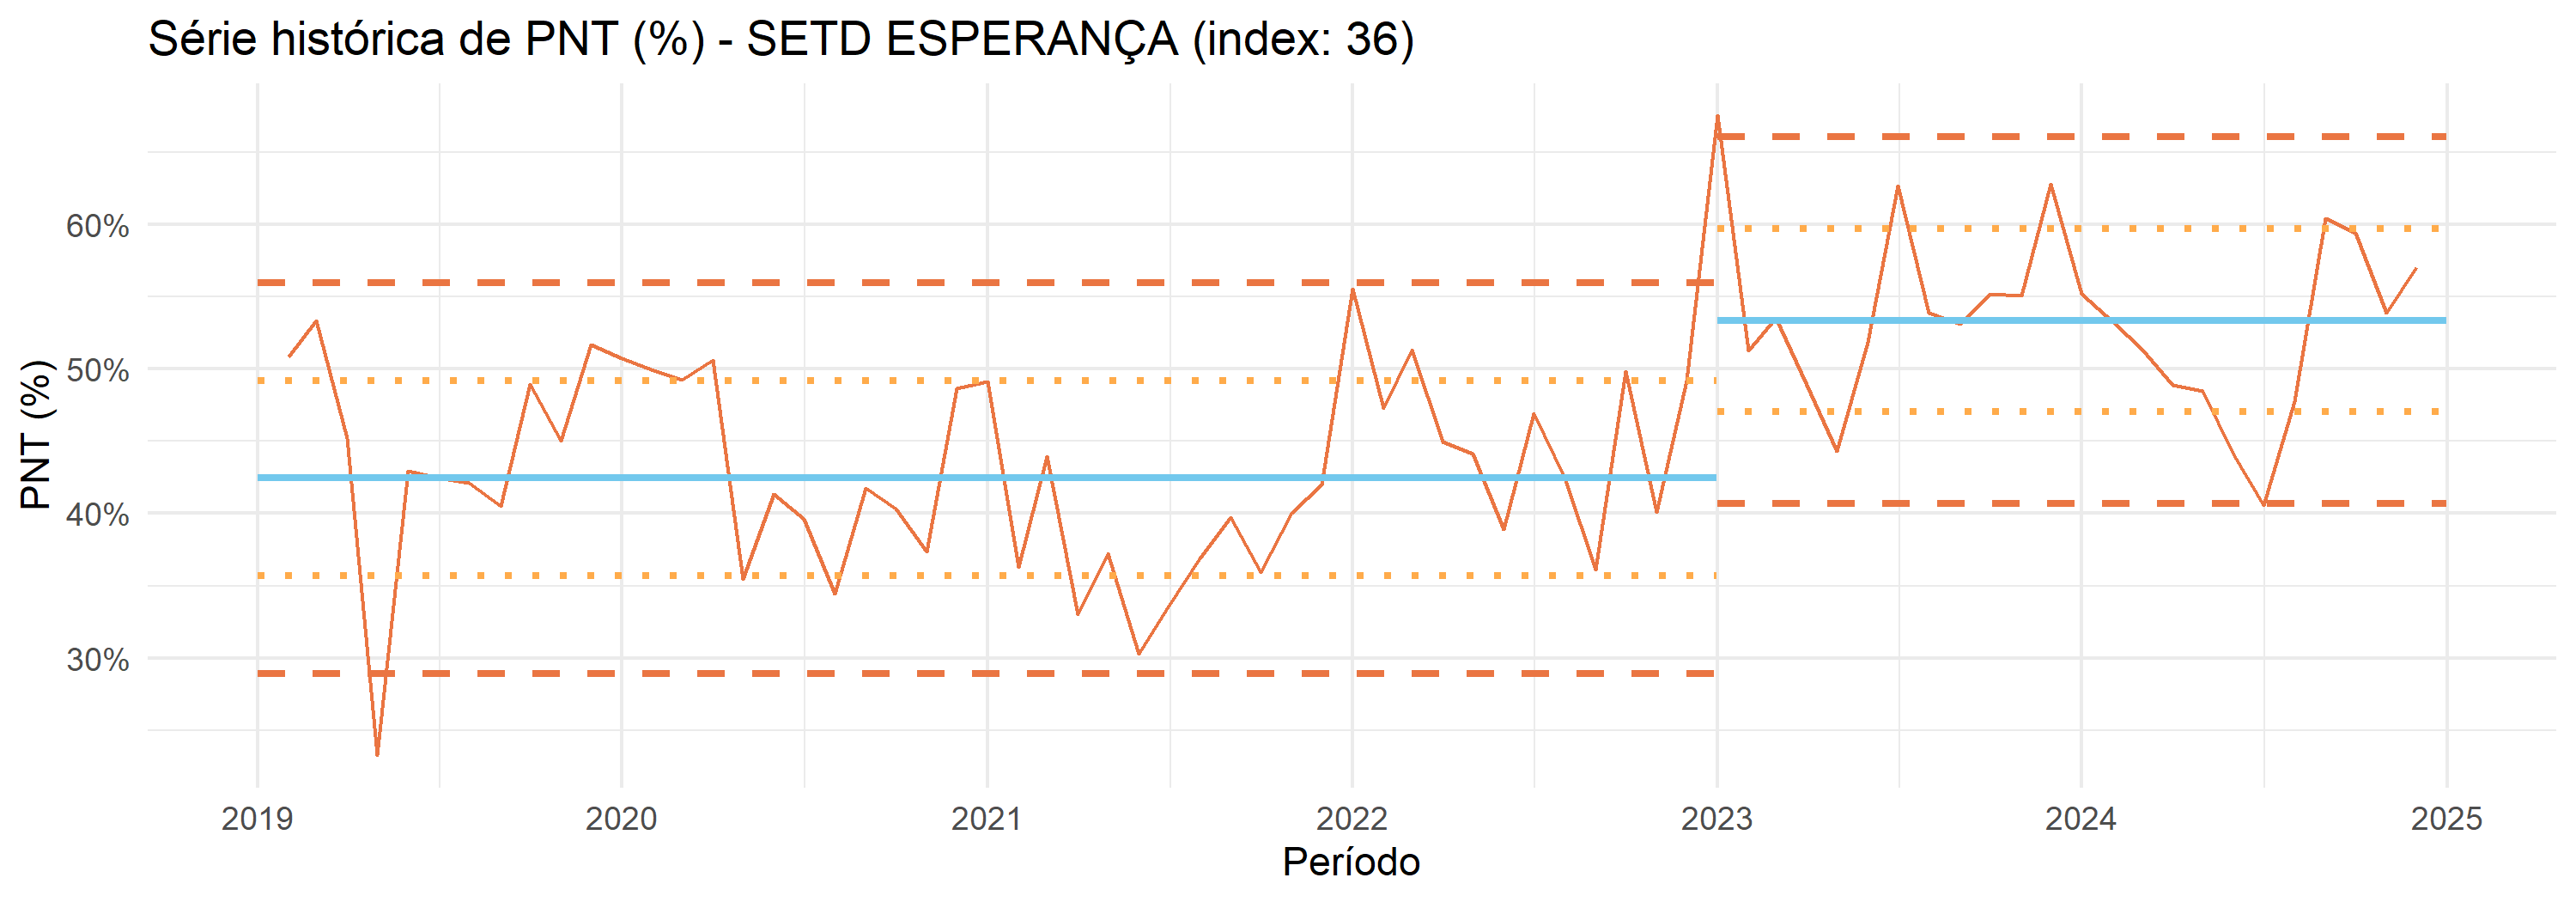 Série histórica de PNT (%) - SETD ESPERANÇA (index: 36)
PNT (%)
60%
50%
40%
30%
2019 2020 2021 2022 2023 2024 2025
Período